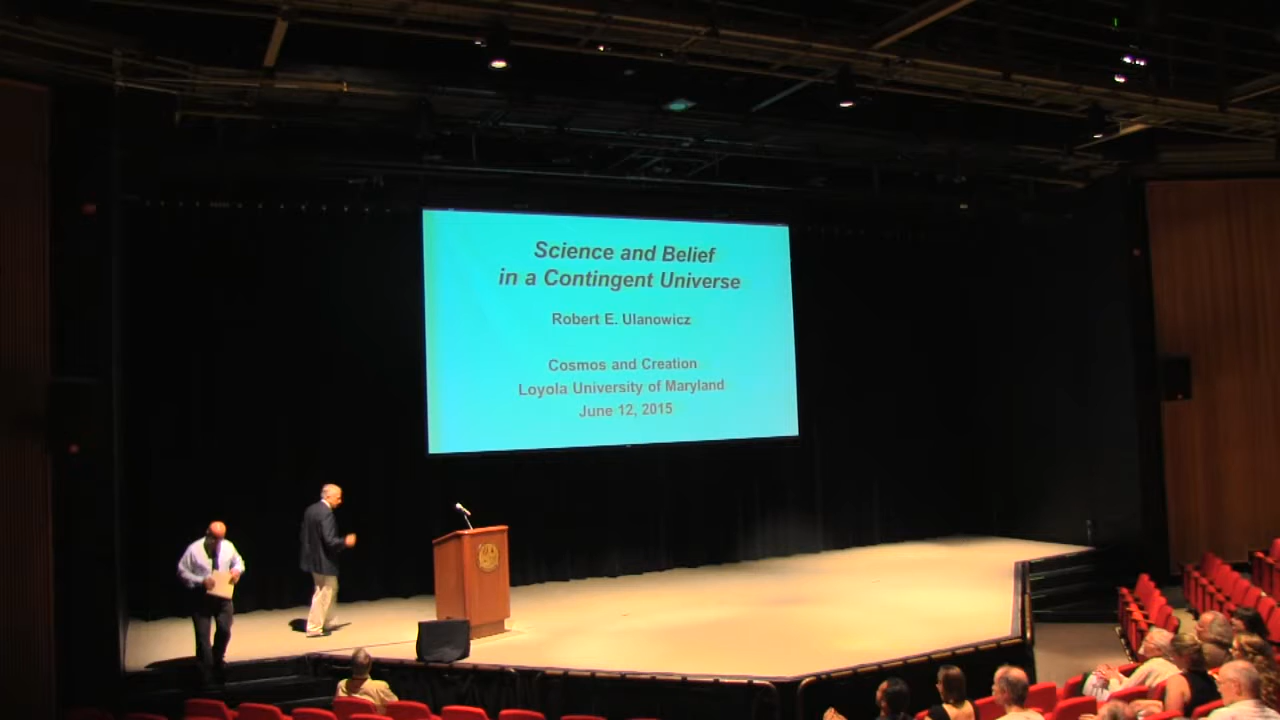 Science and Belief
in a Contingent Universe
Robert E. Ulanowicz
Cosmos and Creation
Loyola University of Maryland
June 12, 2015